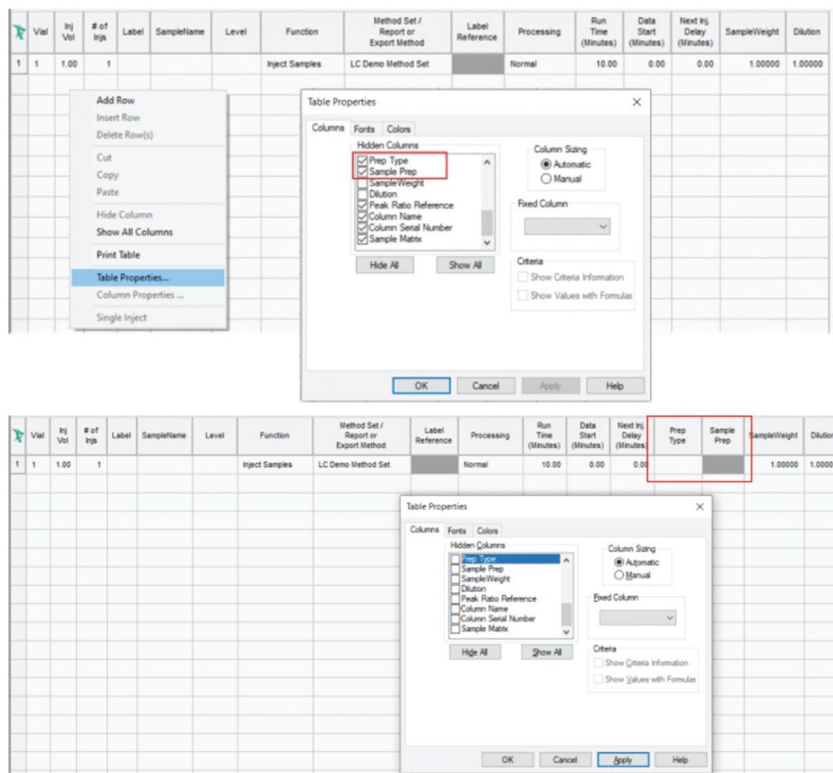 Vial Inj Vol # of Injs Label SampleName Level Function Method Set / Report or Export Method Label Reference Processing Run Time (Minutes) Data Start (Minutes) Next Inj. Delay (Minutes) SampleWeight Dilution
1 1 1.00 1 Inject Samples LC Demo Method Set Normal 10.00 0.00 0.00 1.00000 1.00000
Add Row
Insert Row
Delete Row(s)
Cut
Copy
Paste
Hide Column
Show All Columns
Print Table
Table Properties...
Column Properties ...
Single Inject
Table Properties
Columns Fonts Colors
Hidden Columns
Prep Type
Sample Prep
SampleWeight
Dilution
Peak Ratio Reference
Column Name
Column Serial Number
Sample Matrix
Hide All Show All
Column Sizing
Automatic
Manual
Fixed Column
Criteria
Show Criteria Information
Show Values with Formulas
OK Cancel Apply Help
Vial Inj Vol # of Injs Label SampleName Level Function Method Set / Report or Export Method Label Reference Processing Run Time (Minutes) Data Start (Minutes) Next Inj. Delay (Minutes) Prep Type Sample Prep SampleWeight Dilution
1 1 1.00 1 Inject Samples LC Demo Method Set Normal 10.00 0.00 0.00 1.00000 1.0000
Table Properties
Columns Fonts Colors
Hidden Columns
Prep Type
Sample Prep
SampleWeight
Dilution
Peak Ratio Reference
Column Name
Column Serial Number
Sample Matrix
Hide All Show All
Column Sizing
Automatic
Manual
Fixed Column
Criteria
Show Criteria Information
Show Values with Formulas
OK Cancel Apply Help